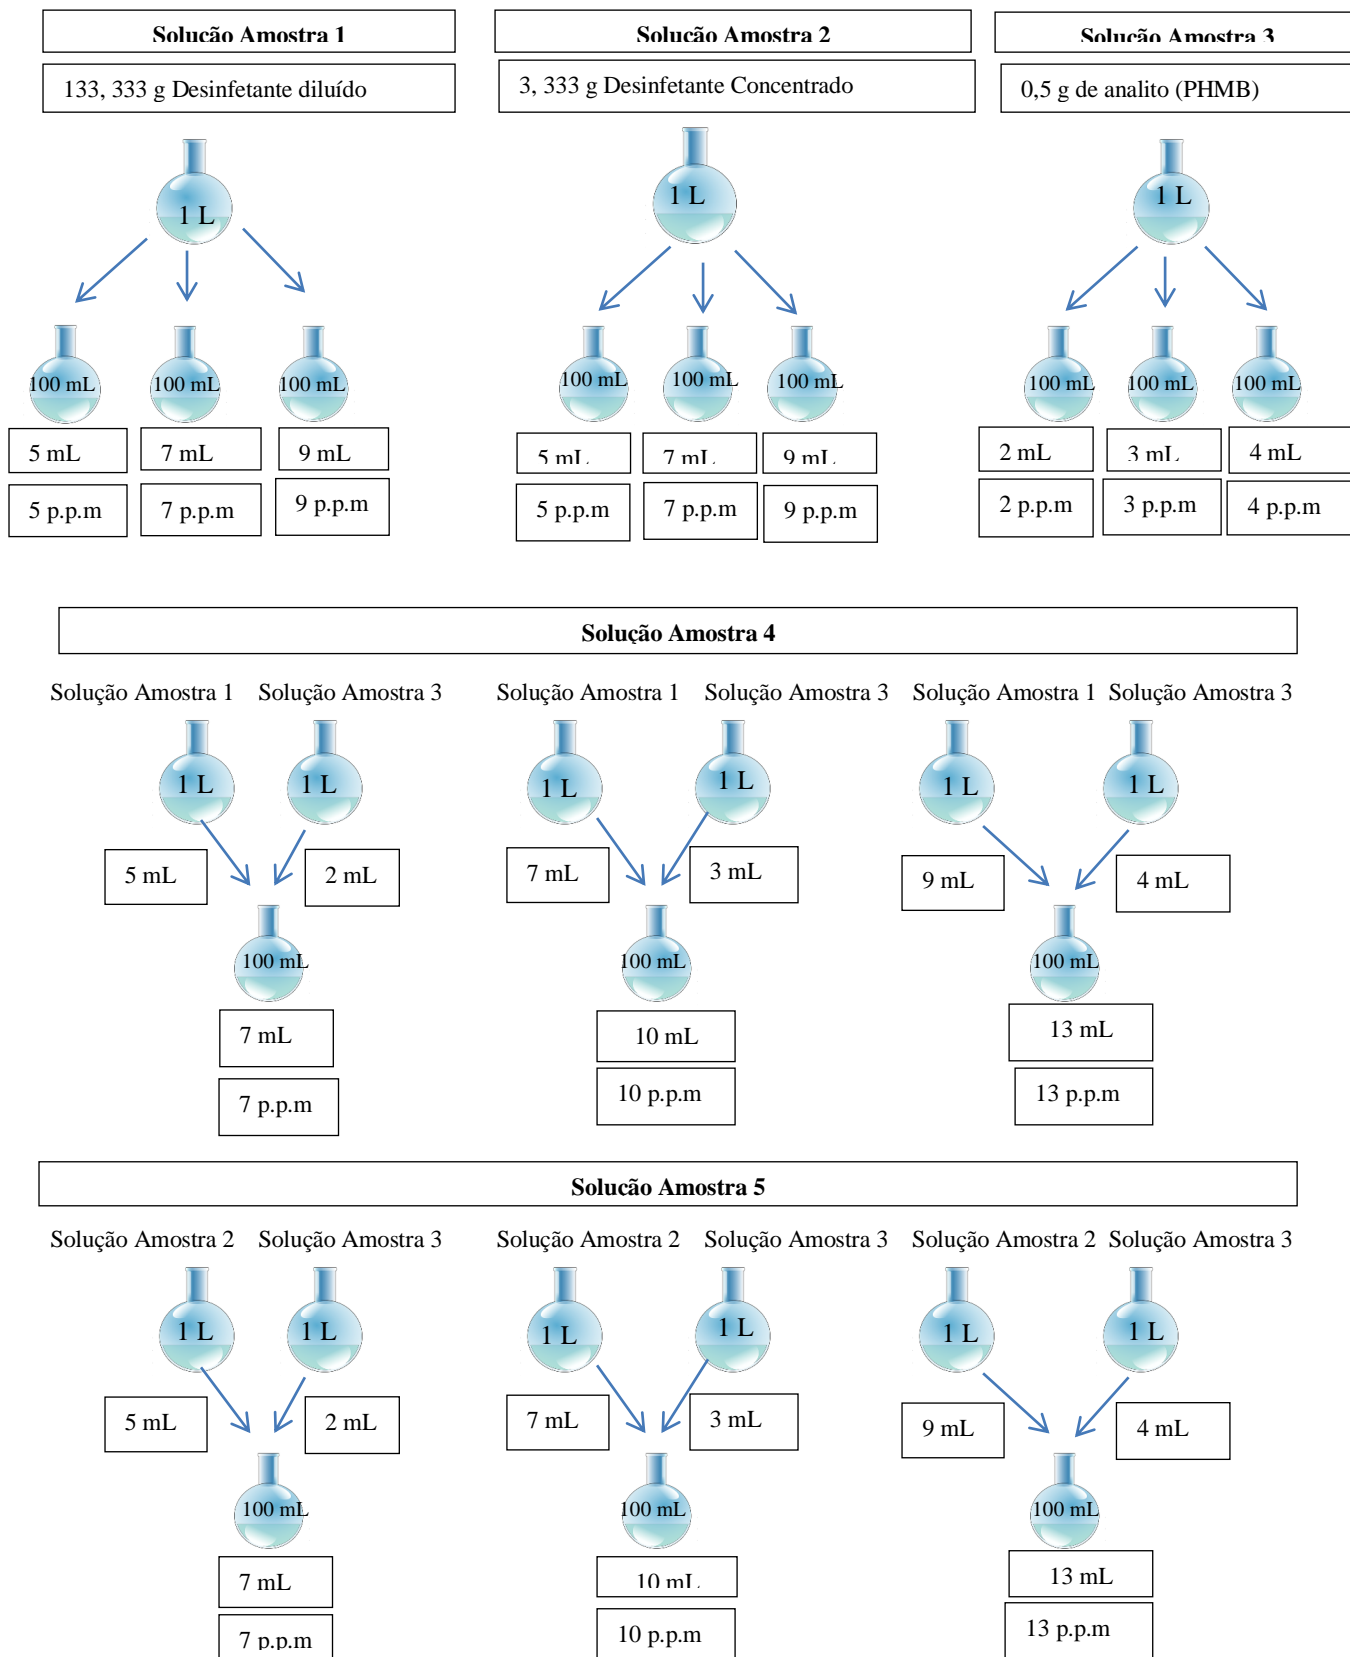 Solução Amostra 1
Solução Amostra 2
Solução Amostra 3
133, 333 g Desinfetante diluído
3, 333 g Desinfetante Concentrado
0,5 g de analito (PHMB)
1 L
1 L
1 L
100 mL
100 mL
100 mL
100 mL
100 mL
100 mL
100 mL
100 mL
100 mL
5 mL
7 mL
9 mL
5 mL
7 mL
9 mL
2 mL
3 mL
4 mL
5 p.p.m
7 p.p.m
9 p.p.m
5 p.p.m
7 p.p.m
9 p.p.m
2 p.p.m
3 p.p.m
4 p.p.m
Solução Amostra 4
Solução Amostra 1
Solução Amostra 3
Solução Amostra 1
Solução Amostra 3
Solução Amostra 1
Solução Amostra 3
1 L
1 L
1 L
1 L
1 L
1 L
5 mL
2 mL
7 mL
3 mL
9 mL
4 mL
100 mL
100 mL
100 mL
7 mL
10 mL
13 mL
7 p.p.m
10 p.p.m
13 p.p.m
Solução Amostra 5
Solução Amostra 2
Solução Amostra 3
Solução Amostra 2
Solução Amostra 3
Solução Amostra 2
Solução Amostra 3
1 L
1 L
1 L
1 L
1 L
1 L
5 mL
2 mL
7 mL
3 mL
9 mL
4 mL
100 mL
100 mL
100 mL
7 mL
10 mL
13 mL
7 p.p.m
10 p.p.m
13 p.p.m